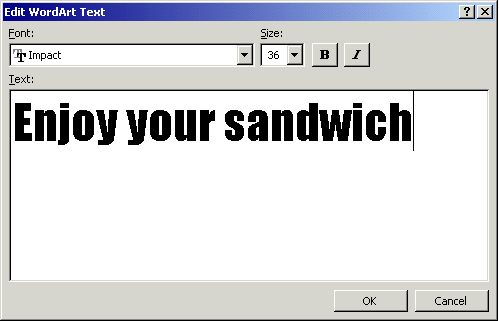 Edit WordArt Text
Font: Size:
Impact 36 B I
Text:
Enjoy your sandwich
OK Cancel